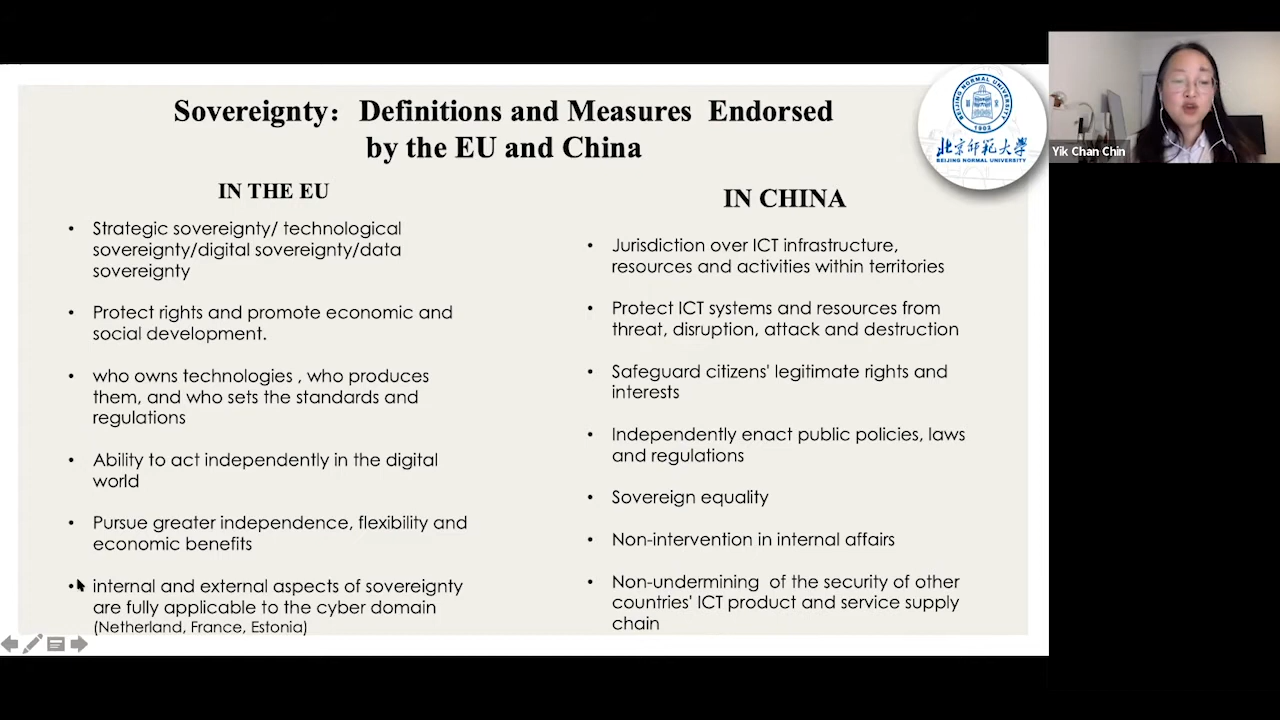 Sovereignty: Definitions and Measures Endorsed
by the EU and China
IN THE EU
• Strategic sovereignty/ technological
sovereignty/digital sovereignty/data
sovereignty
• Protect rights and promote economic and
social development.
• who owns technologies , who produces
them, and who sets the standards and
regulations
• Ability to act independently in the digital
world
• Pursue greater independence, flexibility and
economic benefits
• internal and external aspects of sovereignty
are fully applicable to the cyber domain
(Netherland, France, Estonia)
IN CHINA
• Jurisdiction over ICT infrastructure,
resources and activities within territories
• Protect ICT systems and resources from
threat, disruption, attack and destruction
• Safeguard citizens' legitimate rights and
interests
• Independently enact public policies, laws
and regulations
• Sovereign equality
• Non-intervention in internal affairs
• Non-undermining of the security of other
countries' ICT product and service supply
chain
BEIJING NORMAL UNIVERSITY
1902
北京师范大学
BEIJING NORMAL UNIVERSITY
Yik Chan Chin